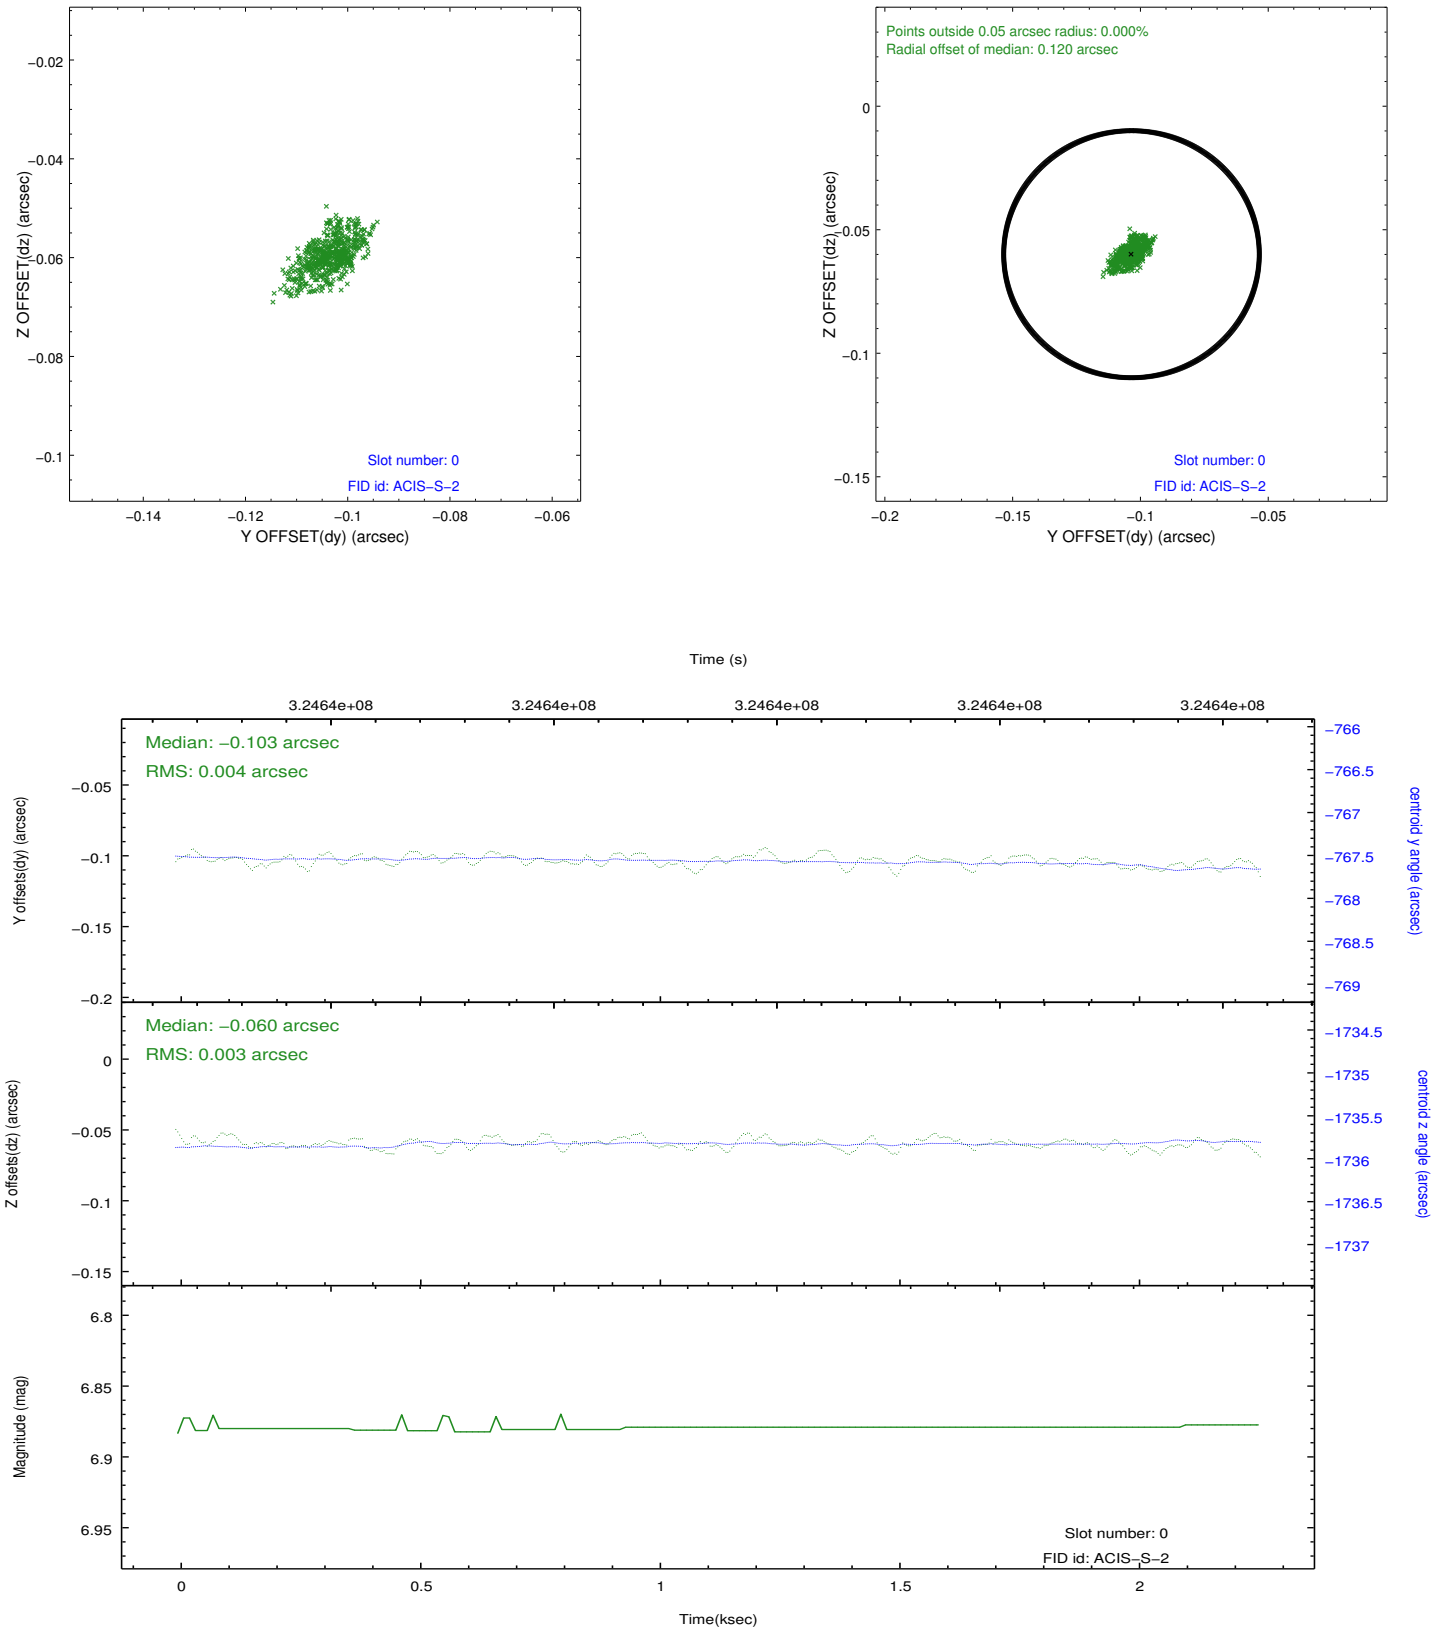 −0.02
−0.04
−0.06
−0.08
−0.1
Z OFFSET(dz) (arcsec)
Slot number: 0
FID id: ACIS−S−2
−0.14
−0.12
−0.1
−0.08
−0.06
Y OFFSET(dy) (arcsec)
Points outside 0.05 arcsec radius: 0.000%
Radial offset of median: 0.120 arcsec
0
−0.05
−0.1
−0.15
Z OFFSET(dz) (arcsec)
Slot number: 0
FID id: ACIS−S−2
−0.2
−0.15
−0.1
−0.05
Y OFFSET(dy) (arcsec)
Time (s)
3.2464e+08
3.2464e+08
3.2464e+08
3.2464e+08
3.2464e+08
Median: −0.103 arcsec
RMS: 0.004 arcsec
−0.05
−0.1
−0.15
−0.2
Y offsets(dy) (arcsec)
−766
−766.5
−767
−767.5
−768
−768.5
−769
centroid y angle (arcsec)
Median: −0.060 arcsec
RMS: 0.003 arcsec
0
−0.05
−0.1
−0.15
Z offsets(dz) (arcsec)
−1734.5
−1735
−1735.5
−1736
−1736.5
−1737
centroid z angle (arcsec)
6.8
6.85
6.9
6.95
Magnitude (mag)
Slot number: 0
FID id: ACIS−S−2
0
0.5
1
1.5
2
Time(ksec)